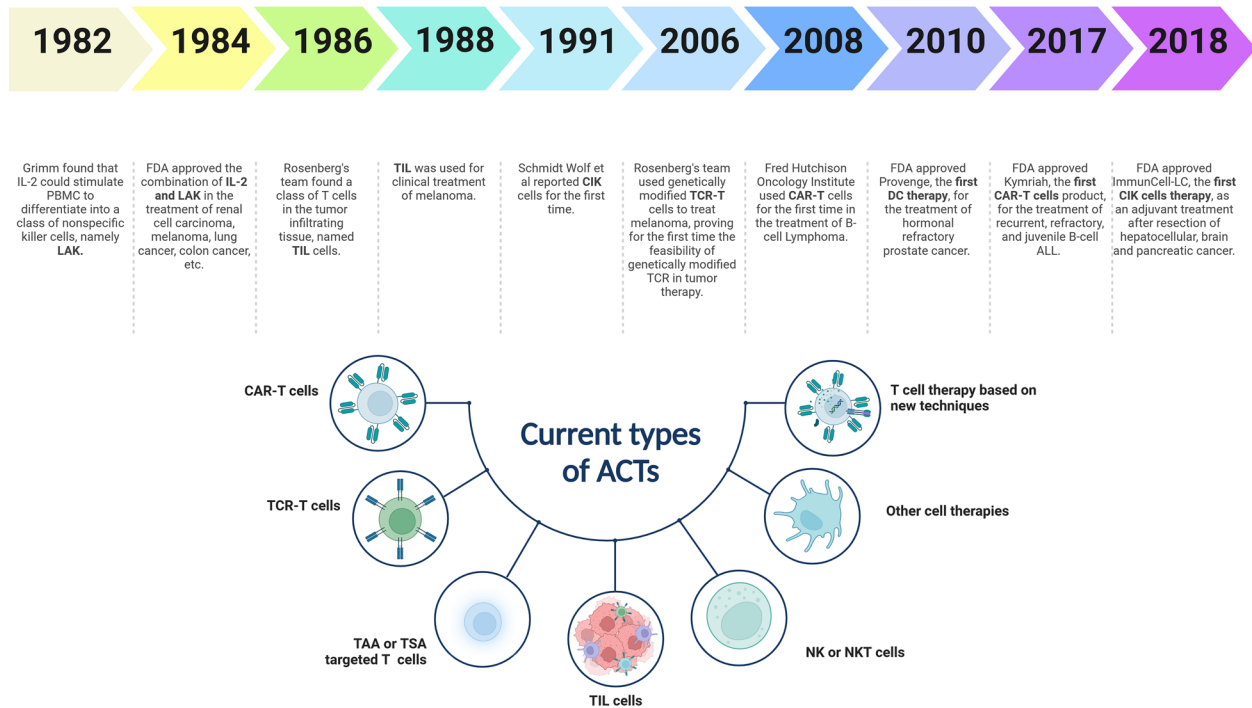 1982
1984
1986
1988
1991
2006
2008
2010
2017
2018
Grimm found that
IL-2 could stimulate
PBMC to
differentiate into a
class of nonspecific
killer cells, namely
LAK.
FDA approved the
combination of IL-2
and LAK in the
treatment of renal
cell carcinoma,
melanoma, lung
cancer, colon cancer,
etc.
Rosenberg's
team found a
class of T cells
in the tumor
infiltrating
tissue, named
TIL cells.
TIL was used for
clinical treatment
of melanoma.
Schmidt Wolf et
al reported CIK
cells for the first
time.
Rosenberg's team
used genetically
modified TCR-T
cells to treat
melanoma, proving
for the first time the
feasibility of
genetically modified
TCR in tumor
therapy.
Fred Hutchison
Oncology Institute
used CAR-T cells
for the first time in
the treatment of B-
cell Lymphoma.
FDA approved
Provenge, the first
DC therapy, for
the treatment of
hormonal
refractory
prostate cancer.
FDA approved
Kymriah, the first
CAR-T cells product,
for the treatment of
recurrent, refractory,
and juvenile B-cell
ALL.
FDA approved
ImmunCell-LC, the first
CIK cells therapy, as
an adjuvant treatment
after resection of
hepatocellular, brain
and pancreatic cancer.
Current types
of ACTs
CAR-T cells
TCR-T cells
TAA or TSA
targeted T cells
TIL cells
NK or NKT cells
Other cell therapies
T cell therapy based on
new techniques